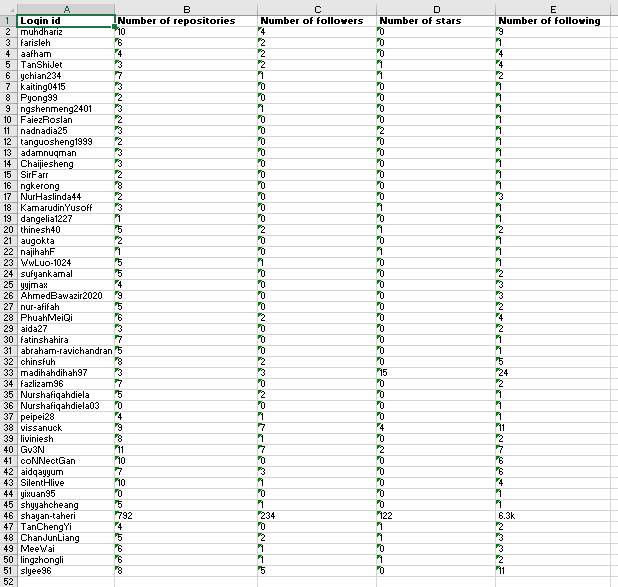 A B C D E
1 Login id Number of repositories Number of followers Number of stars Number of following
2 muhdhariz 10 4 0 9
3 farisleh 6 2 0 4
4 aafham 4 2 0 4
5 TanShiJet 3 2 1 4
6 ychian234 7 1 1 2
7 kaiting0415 3 0 0 1
8 Pyong99 2 0 0 1
9 ngshenmeng2401 3 1 0 1
10 FaiezRoslan 2 0 0 1
11 nadnadia25 3 0 2 1
12 tanguosheng1999 2 0 0 1
13 adamnuqman 3 0 0 1
14 Chaijiesheng 3 0 0 1
15 SirFarr 2 0 0 1
16 ngkerong 8 0 0 1
17 NurHaslinda44 2 0 0 3
18 KamarudinYusoff 3 0 1 1
19 dangelia1227 1 0 0 1
20 thinesh40 5 2 1 2
21 augokta 2 0 0 1
22 najihahF 1 0 1 1
23 WwLuo-1024 5 1 0 1
24 sufyankamal 5 0 0 2
25 yyjmax 4 0 0 3
26 AhmedBawazir2020 9 0 0 3
27 nur-afifah 5 0 0 2
28 PhuahMeiQi 6 2 0 4
29 aida27 3 0 0 2
30 fatinshahira 7 0 0 1
31 abraham-ravichandran 5 0 0 1
32 chinsfuh 8 2 0 5
33 madihahdihah97 3 3 15 24
34 fazlizam96 7 0 0 2
35 Nurshafiqahdiela 5 2 0 1
36 Nurshafiqahdiela03 0 0 0 1
37 peipei28 4 1 0 1
38 vissanuck 9 7 4 11
39 liviniesh 8 1 0 2
40 Gv3N 11 7 2 7
41 coNNectGan 10 0 0 6
42 aidqayyum 7 3 0 6
43 SilentHlive 10 1 0 4
44 yixuan95 0 0 0 1
45 shyyahcheang 5 1 0 1
46 shayan-taheri 792 234 122 6.3k
47 TanChengYi 4 0 1 2
48 ChanJunLiang 5 2 1 3
49 MeeWai 6 1 1 3
50 lingzhongli 6 1 1 2
51 slyee96 8 5 0 11
52